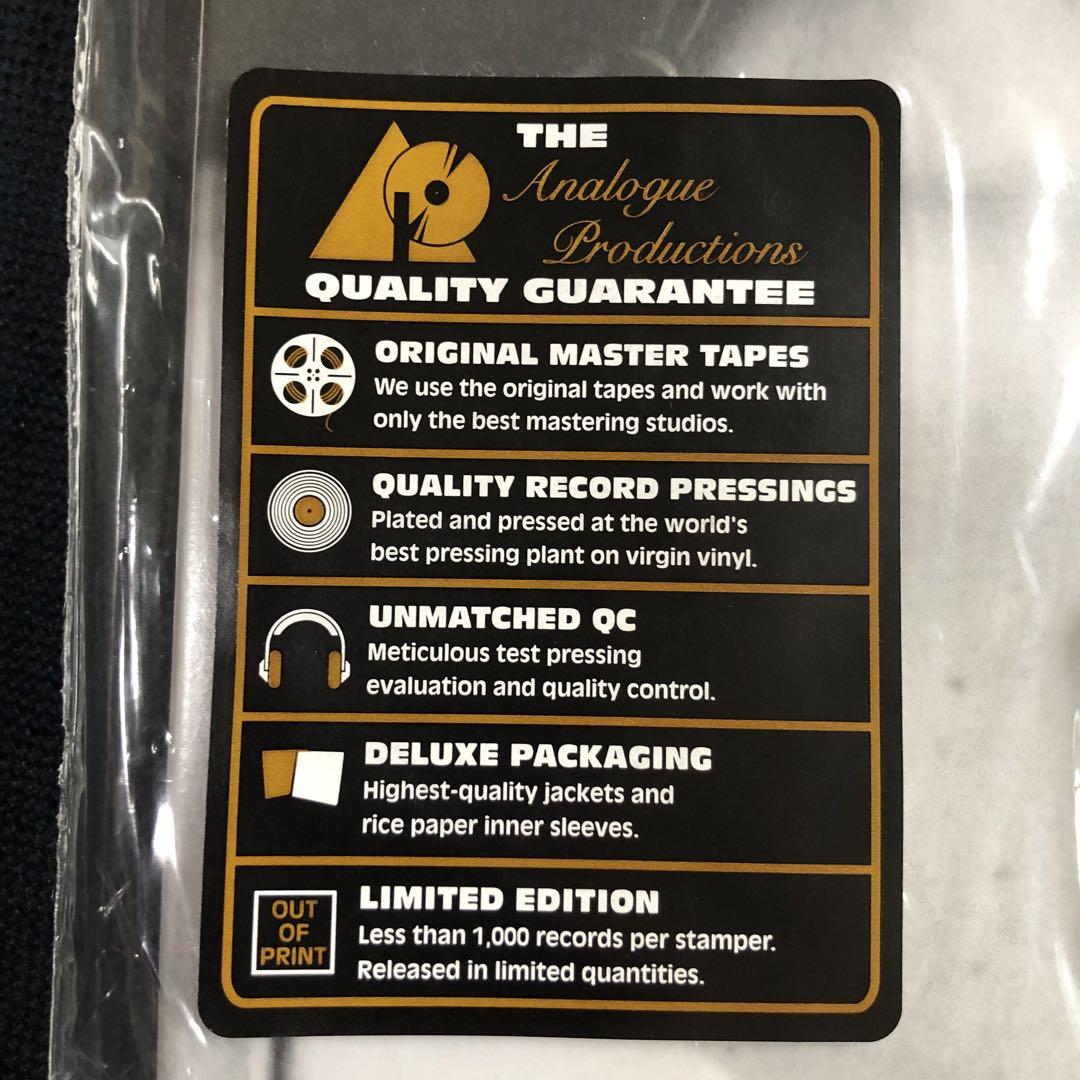 THE
Analogue
Productions
QUALITY GUARANTEE
ORIGINAL MASTER TAPES
We use the original tapes and work with
only the best mastering studios.
QUALITY RECORD PRESSINGS
Plated and pressed at the world's
best pressing plant on virgin vinyl.
UNMATCHED QC
Meticulous test pressing
evaluation and quality control.
DELUXE PACKAGING
Highest-quality jackets and
rice paper inner sleeves.
OUT
OF
PRINT
LIMITED EDITION
Less than 1,000 records per stamper.
Released in limited quantities.